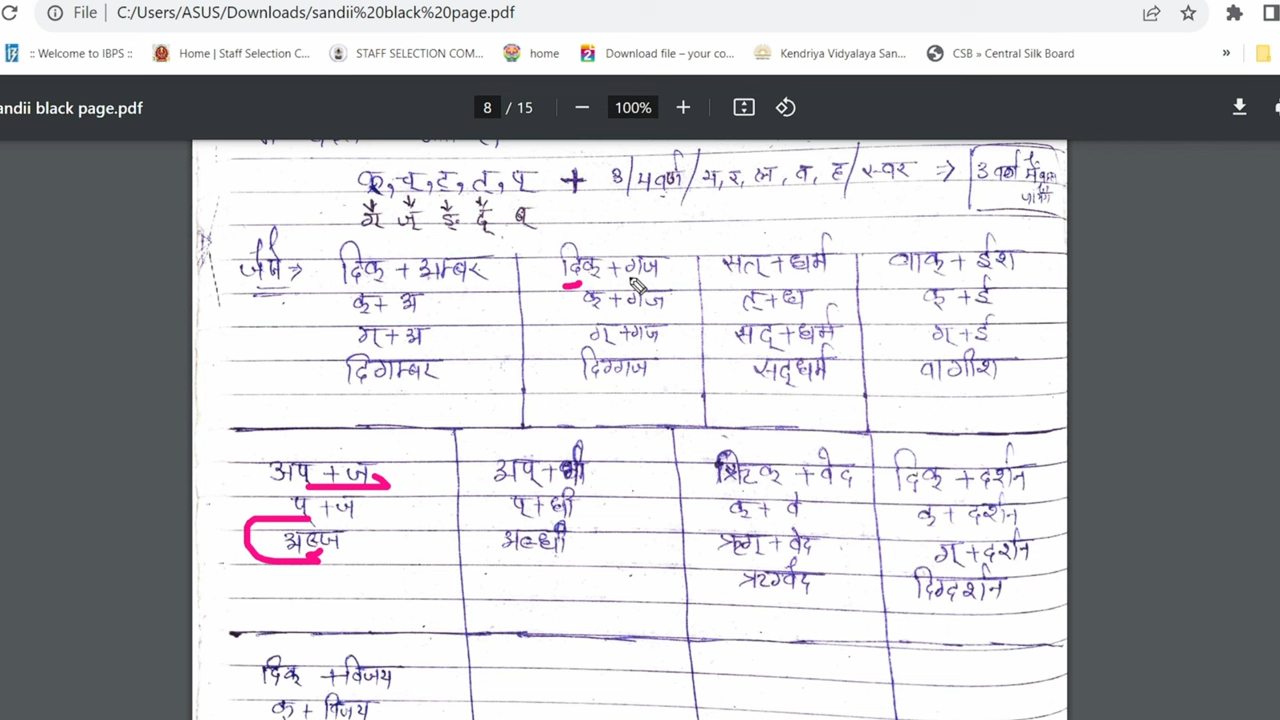 File | C:/Users/ASUS/Downloads/sandii%20black%20page.pdf
:: Welcome to IBPS :: Home | Staff Selection C... STAFF SELECTION COM... home Download file – your co... Kendriya Vidyalaya San... CSB » Central Silk Board »
andii black page.pdf 8 / 15 100%
क्, च्, ट्, त्, प् + 3/4 वर्ण / य, र, ल, व, ह / स्वर ⇒ 3 वर्ण में
ग् ज् ड् द् ब्
जैसे ⇒ दिक् + अम्बर दिक् + गज सत् + धर्म वाक् + ईश
क् + अ क् + गज त् + ध क् + ई
ग् + अ ग् + गज सद् + धर्म ग् + ई
दिगम्बर दिग्गज सद्धर्म वागीश
अप् + ज अप् + धी ऋक् + वेद दिक् + दर्शन
प् + ज प् + धी क् + वे क् + दर्शन
अब्ज अब्धी ऋग् + वेद ग् + दर्शन
ऋग्वेद दिग्दर्शन
दिक् + विजय
क् + विजय